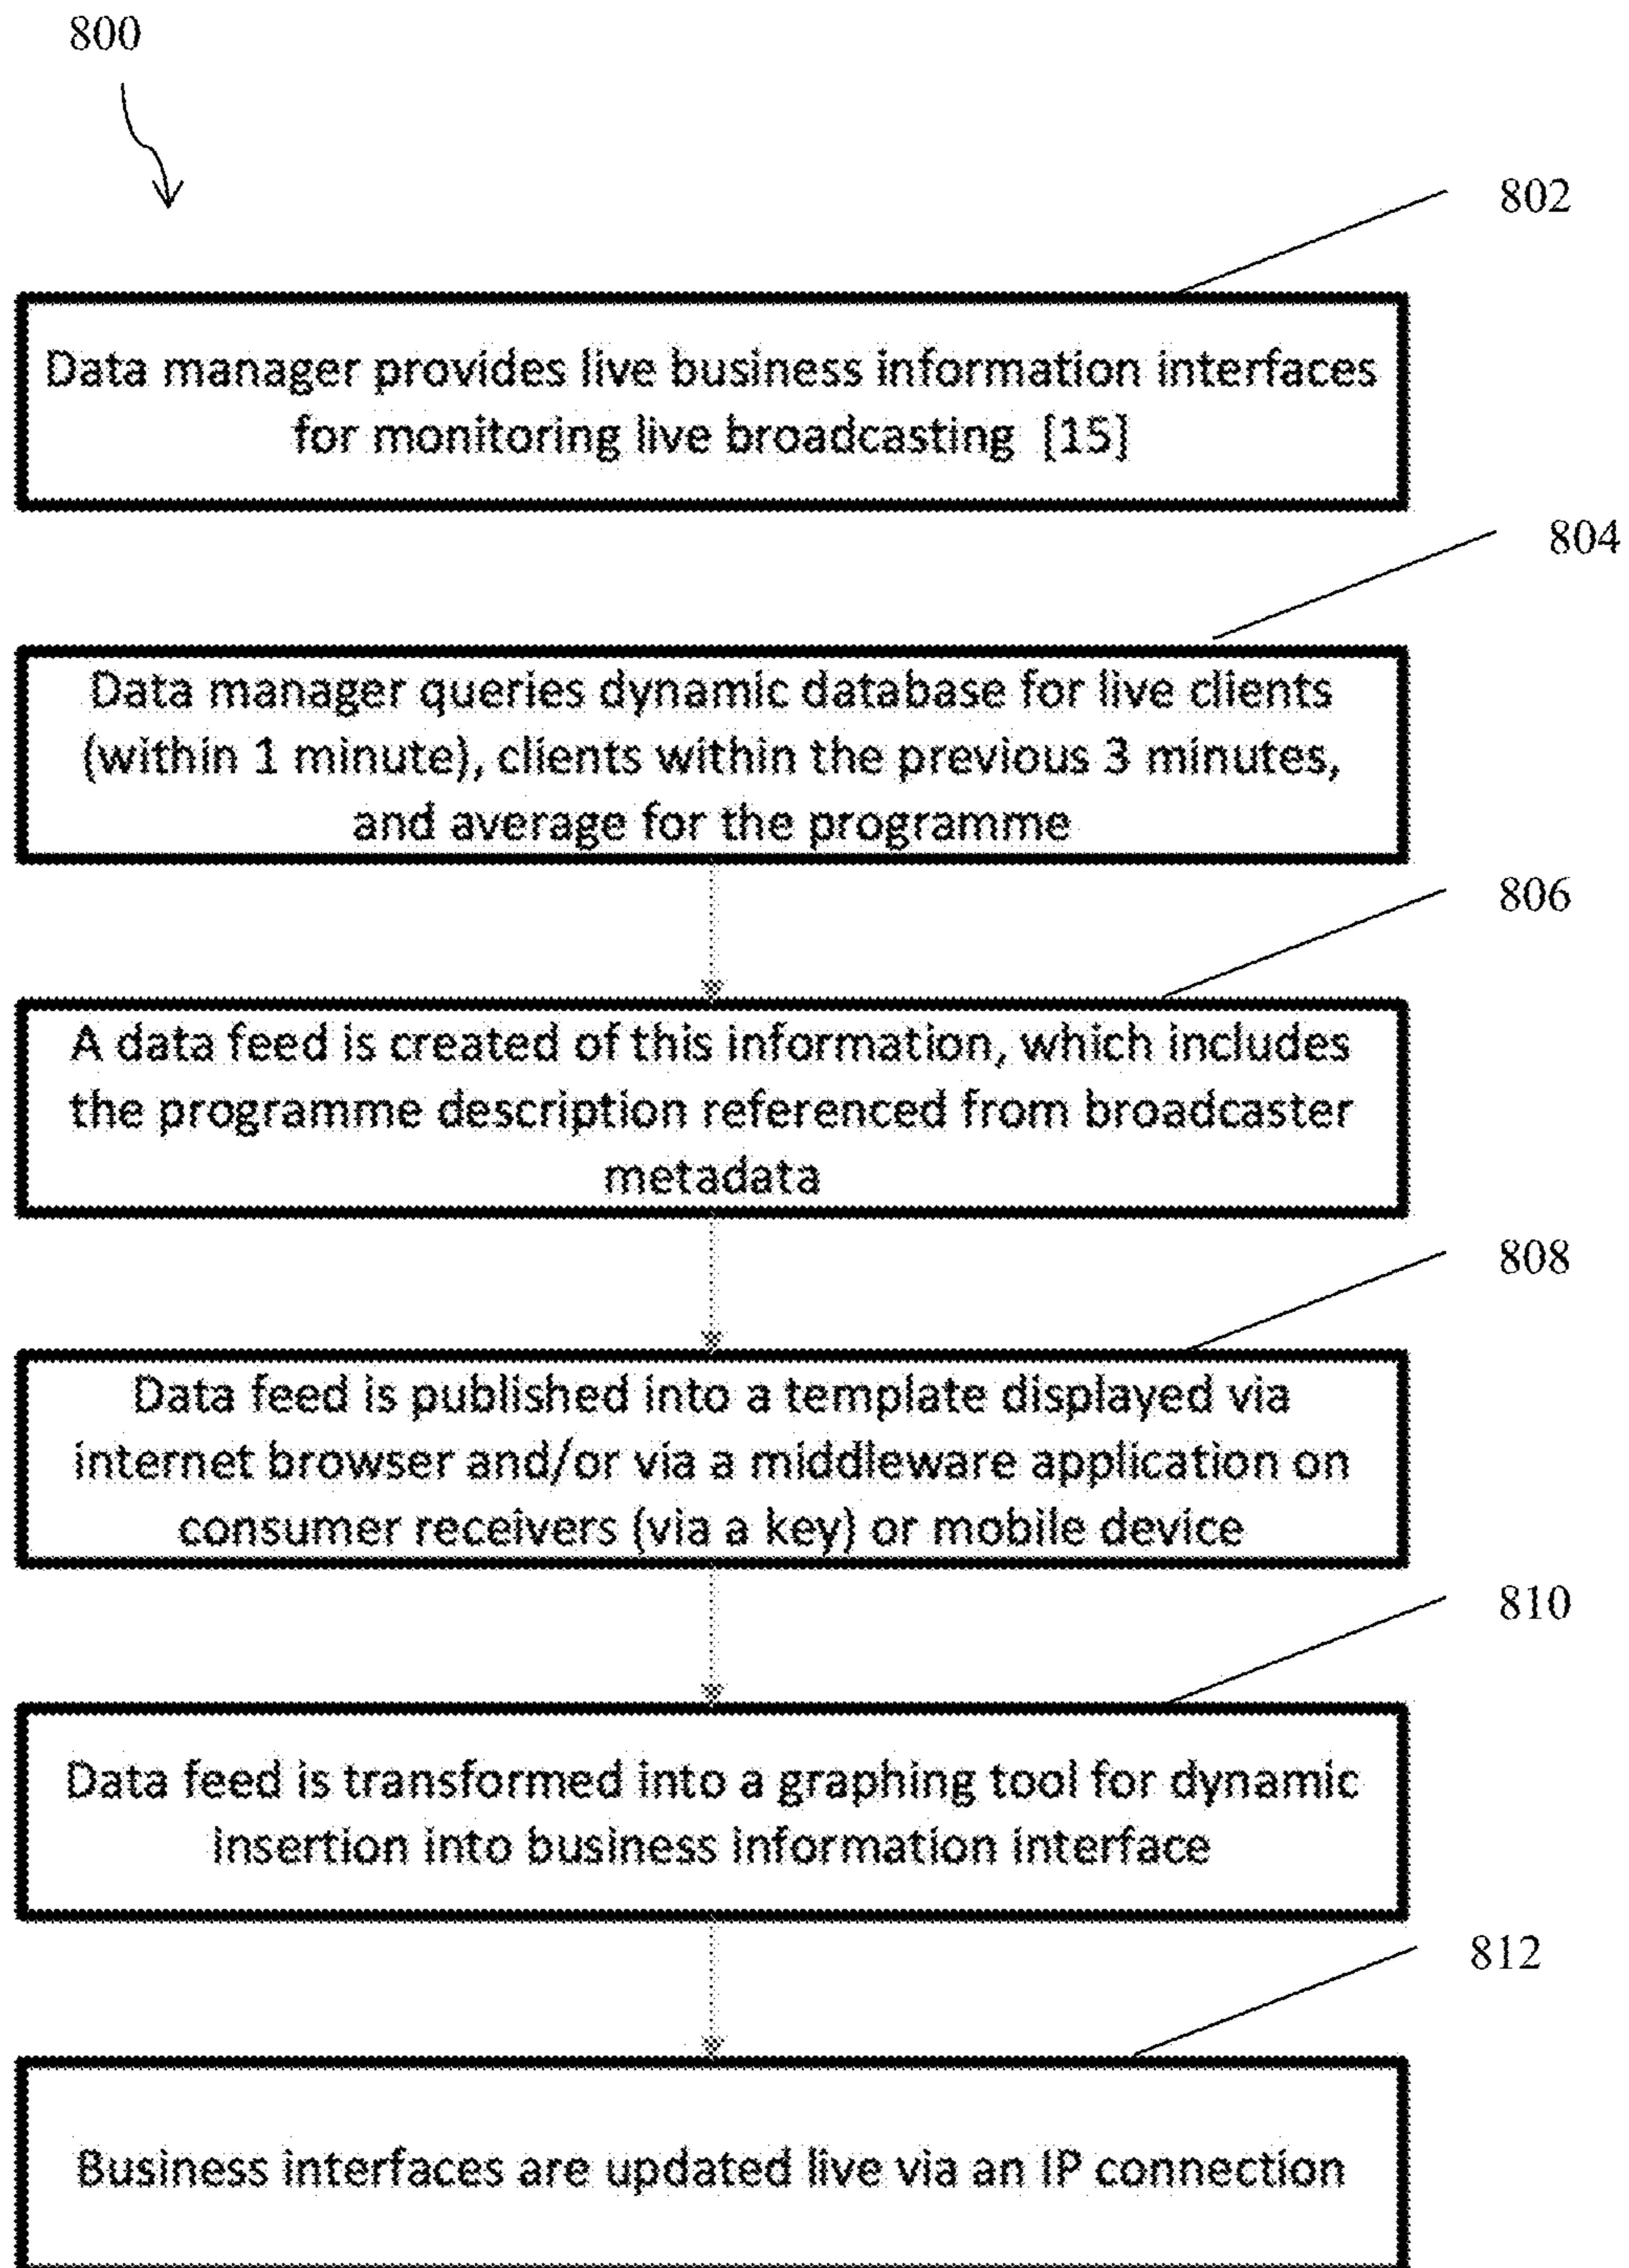 800
802
Data manager provides live business information interfaces
for monitoring live broadcasting [15]
804
Data manager queries dynamic database for live clients
(within 1 minute), clients within the previous 3 minutes,
and average for the programme
806
A data feed is created of this information, which includes
the programme description referenced from broadcaster
metadata
808
Data feed is published into a template displayed via
internet browser and/or via a middleware application on
consumer receivers (via a key) or mobile device
810
Data feed is transformed into a graphing tool for dynamic
insertion into business information interface
812
Business interfaces are updated live via an IP connection